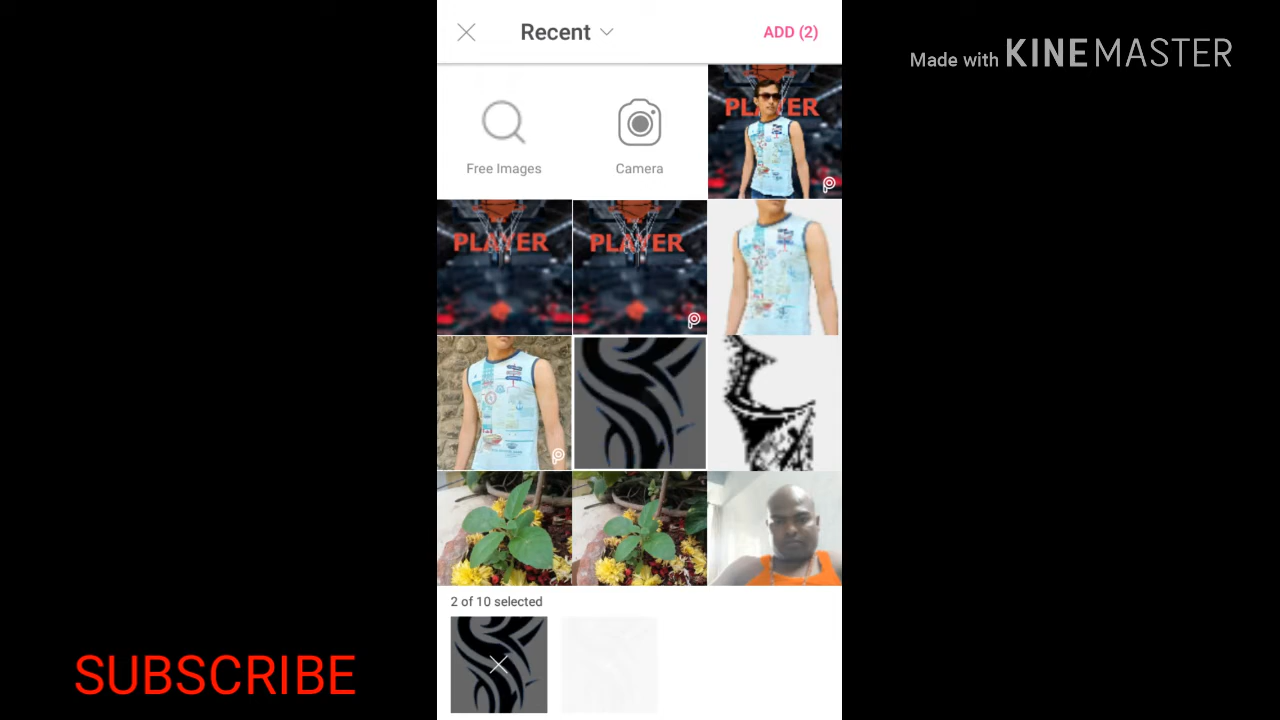 Recent
ADD (2)
Made with KINEMASTER
Free Images
Camera
PLAYER
PLAYER
PLAYER
2 of 10 selected
SUBSCRIBE